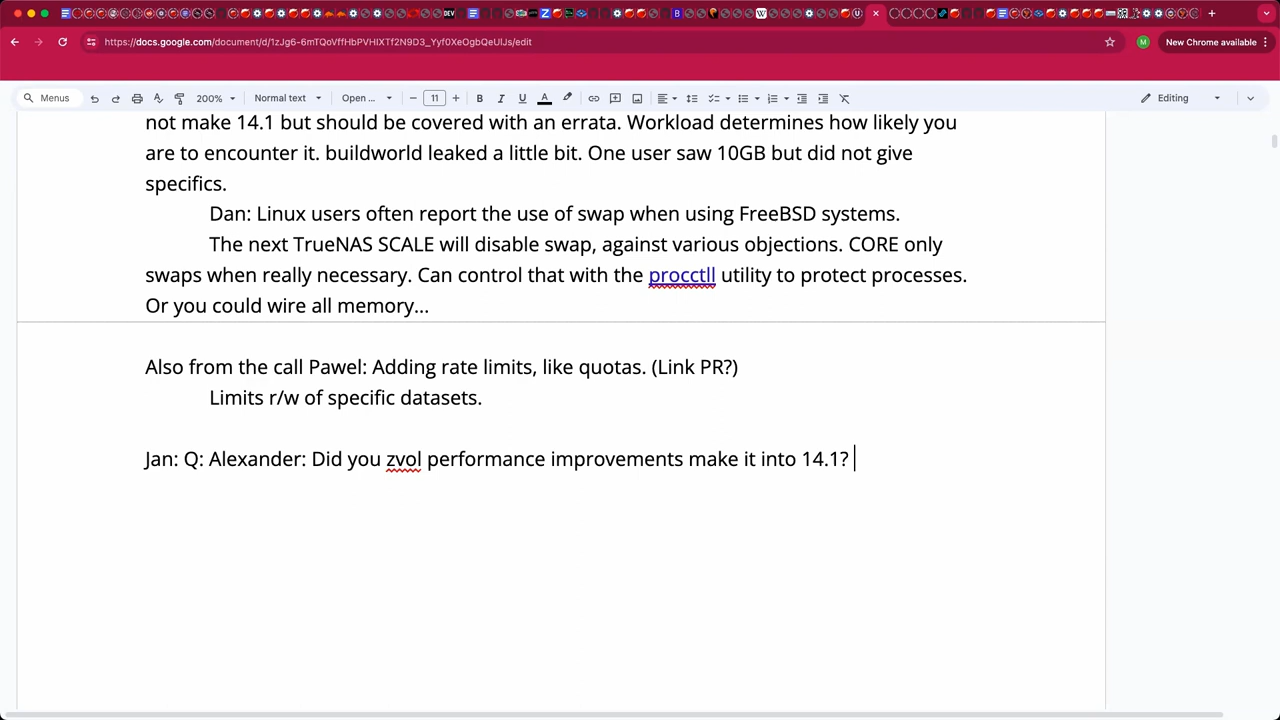 https://docs.google.com/document/d/1zJg6-6mTQoVffHbPVHIXTf2N9D3_Yyf0XeOgbQeUIJs/edit
M
New Chrome available
Menus
200%
Normal text
Open ...
11
Editing
not make 14.1 but should be covered with an errata. Workload determines how likely you
are to encounter it. buildworld leaked a little bit. One user saw 10GB but did not give
specifics.
Dan: Linux users often report the use of swap when using FreeBSD systems.
The next TrueNAS SCALE will disable swap, against various objections. CORE only
swaps when really necessary. Can control that with the procctll utility to protect processes.
Or you could wire all memory...
Also from the call Pawel: Adding rate limits, like quotas. (Link PR?)
Limits r/w of specific datasets.
Jan: Q: Alexander: Did you zvol performance improvements make it into 14.1?